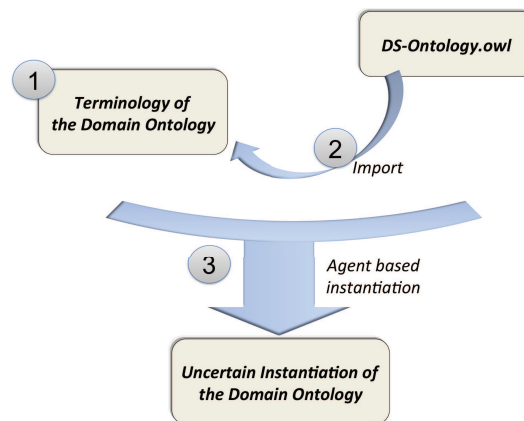 DS-Ontology.owl
1
Terminology of
the Domain Ontology
2
Import
3
Agent based
instantiation
Uncertain Instantiation of
the Domain Ontology